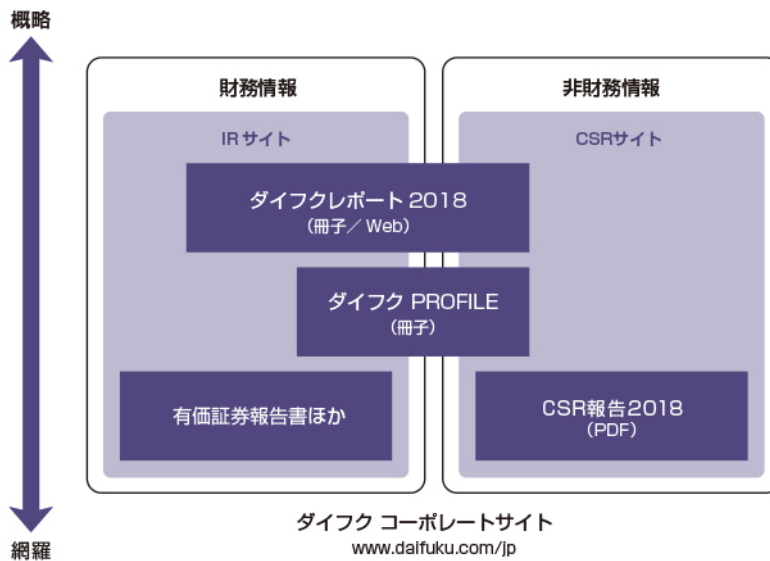 概略
財務情報
非財務情報
IRサイト
CSRサイト
ダイフクレポート 2018
（冊子／ Web）
ダイフク PROFILE
（冊子）
有価証券報告書ほか
CSR報告2018
（PDF）
網羅
ダイフク コーポレートサイト
www.daifuku.com/jp